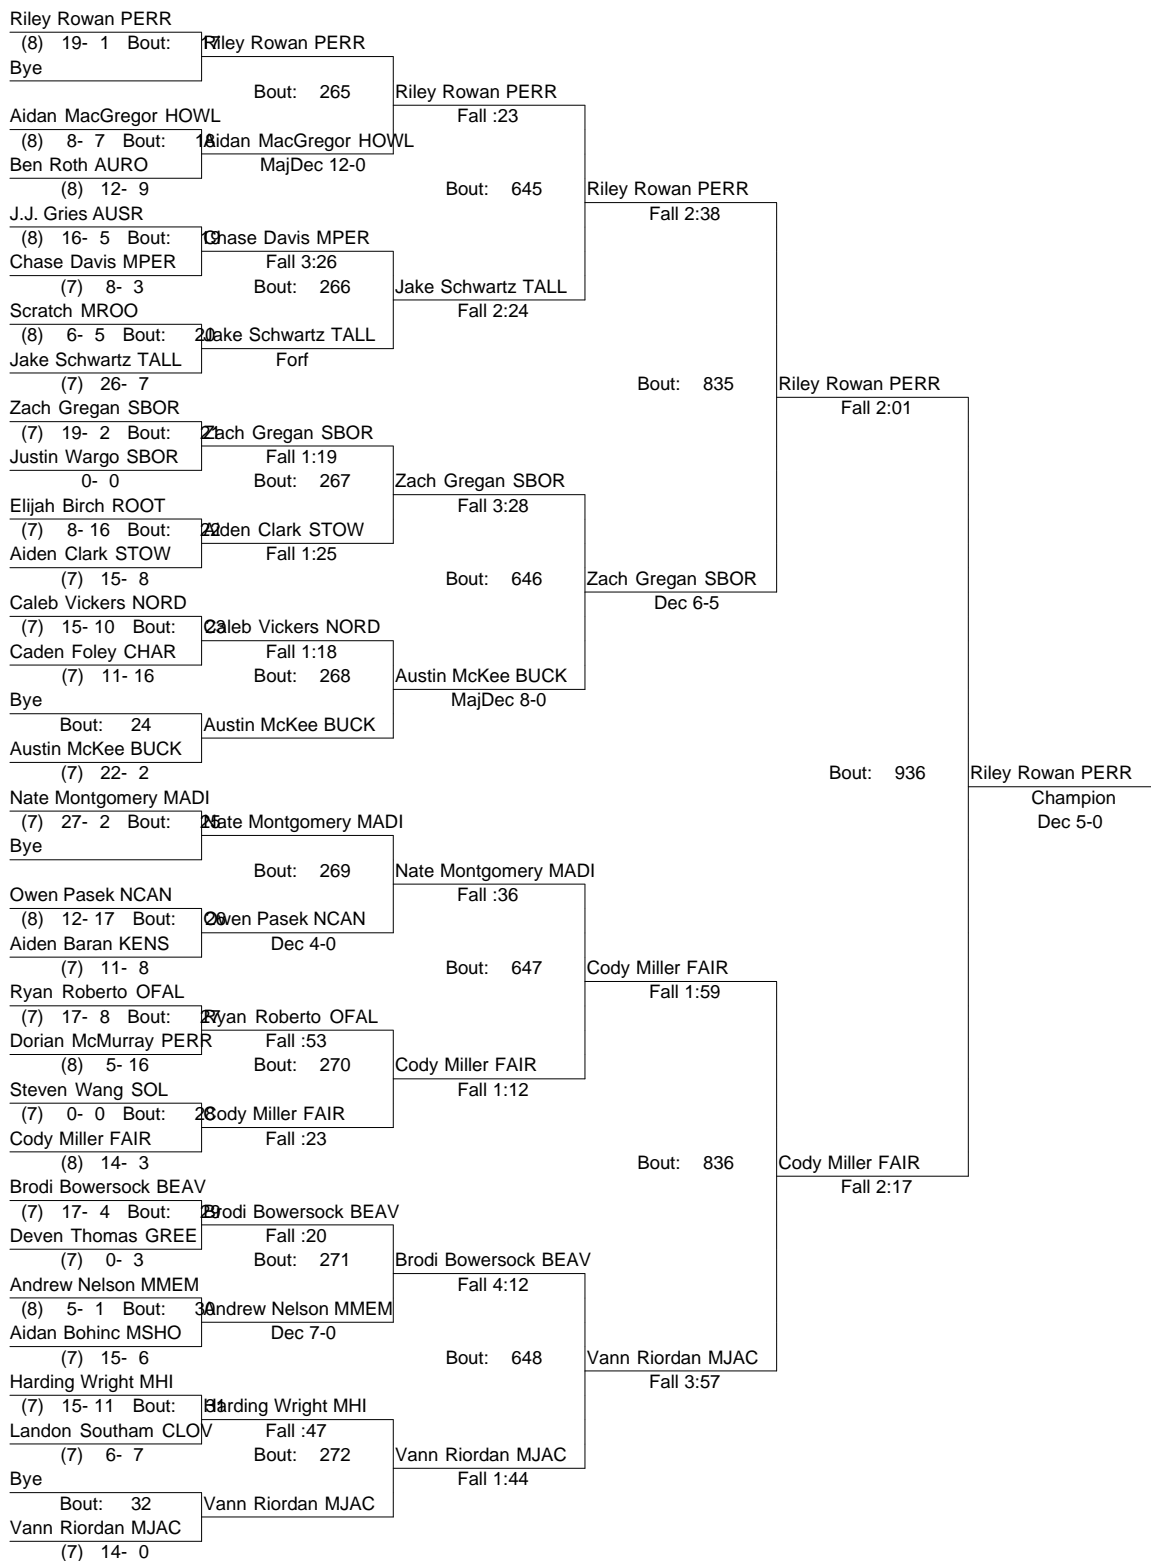 Riley Rowan PERR
(8) 19- 1 Bout: 17
Riley Rowan PERR
Bye
Bout: 265
Riley Rowan PERR
Fall :23
Aidan MacGregor HOWL
(8) 8- 7 Bout: 18
Aidan MacGregor HOWL
Ben Roth AURO
MajDec 12-0
(8) 12- 9
Bout: 645
Riley Rowan PERR
Fall 2:38
J.J. Gries AUSR
(8) 16- 5 Bout: 19
Chase Davis MPER
Chase Davis MPER
Fall 3:26
(7) 8- 3
Bout: 266
Jake Schwartz TALL
Fall 2:24
Scratch MROO
(8) 6- 5 Bout: 20
Jake Schwartz TALL
Jake Schwartz TALL
Forf
(7) 26- 7
Bout: 835
Riley Rowan PERR
Fall 2:01
Zach Gregan SBOR
(7) 19- 2 Bout: 21
Zach Gregan SBOR
Justin Wargo SBOR
Fall 1:19
0- 0
Bout: 267
Zach Gregan SBOR
Fall 3:28
Elijah Birch ROOT
(7) 8- 16 Bout: 22
Aiden Clark STOW
Aiden Clark STOW
Fall 1:25
(7) 15- 8
Bout: 646
Zach Gregan SBOR
Dec 6-5
Caleb Vickers NORD
(7) 15- 10 Bout: 23
Caleb Vickers NORD
Caden Foley CHAR
Fall 1:18
(7) 11- 16
Bout: 268
Austin McKee BUCK
MajDec 8-0
Bye
Bout: 24
Austin McKee BUCK
Austin McKee BUCK
(7) 22- 2
Bout: 936
Riley Rowan PERR
Champion
Dec 5-0
Nate Montgomery MADI
(7) 27- 2 Bout: 25
Nate Montgomery MADI
Bye
Bout: 269
Nate Montgomery MADI
Fall :36
Owen Pasek NCAN
(8) 12- 17 Bout: 26
Owen Pasek NCAN
Aiden Baran KENS
Dec 4-0
(7) 11- 8
Bout: 647
Cody Miller FAIR
Fall 1:59
Ryan Roberto OFAL
(7) 17- 8 Bout: 27
Ryan Roberto OFAL
Dorian McMurray PERR
Fall :53
(8) 5- 16
Bout: 270
Cody Miller FAIR
Fall 1:12
Steven Wang SOL
(7) 0- 0 Bout: 28
Cody Miller FAIR
Cody Miller FAIR
Fall :23
(8) 14- 3
Bout: 836
Cody Miller FAIR
Fall 2:17
Brodi Bowersock BEAV
(7) 17- 4 Bout: 29
Brodi Bowersock BEAV
Deven Thomas GREE
Fall :20
(7) 0- 3
Bout: 271
Brodi Bowersock BEAV
Fall 4:12
Andrew Nelson MMEM
(8) 5- 1 Bout: 30
Andrew Nelson MMEM
Aidan Bohinc MSHO
Dec 7-0
(7) 15- 6
Bout: 648
Vann Riordan MJAC
Fall 3:57
Harding Wright MHI
(7) 15- 11 Bout: 31
Harding Wright MHI
Landon Southam CLOV
Fall :47
(7) 6- 7
Bout: 272
Vann Riordan MJAC
Fall 1:44
Bye
Bout: 32
Vann Riordan MJAC
Vann Riordan MJAC
(7) 14- 0